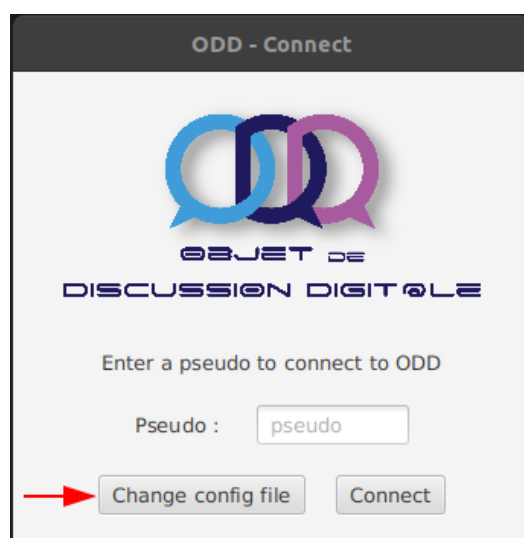 ODD - Connect
ODD
OBJET DE
DISCUSSION DIGIT@LE
Enter a pseudo to connect to ODD
Pseudo : pseudo
Change config file Connect